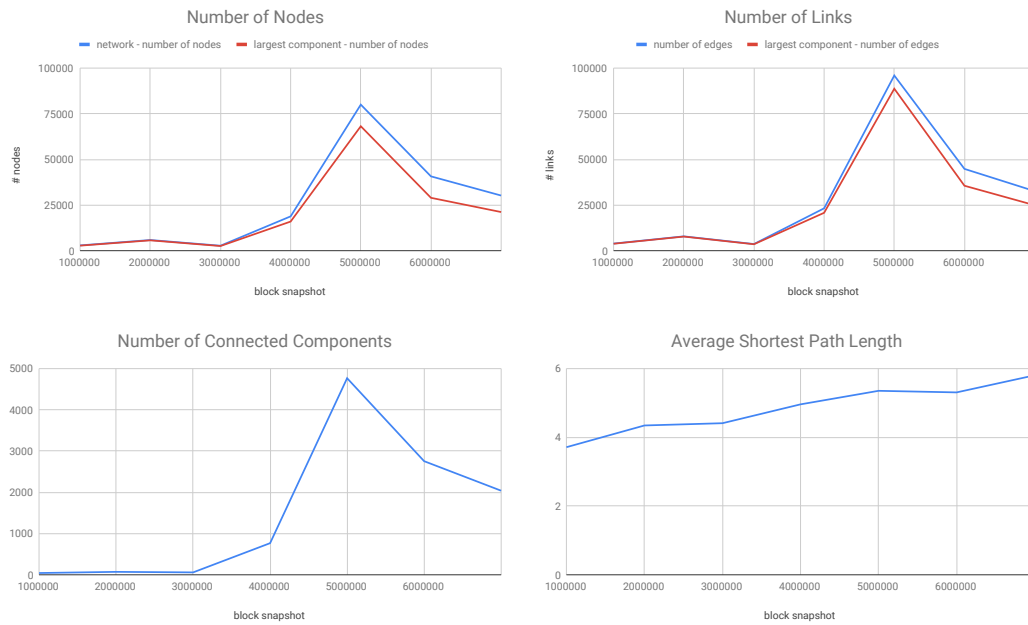 Number of Nodes
network - number of nodes largest component - number of nodes
100000
75000
50000
25000
0
# nodes
1000000 2000000 3000000 4000000 5000000 6000000
block snapshot
Number of Links
number of edges largest component - number of edges
100000
75000
50000
25000
0
# links
1000000 2000000 3000000 4000000 5000000 6000000
block snapshot
Number of Connected Components
5000
4000
3000
2000
1000
0
1000000 2000000 3000000 4000000 5000000 6000000
block snapshot
Average Shortest Path Length
6
4
2
0
1000000 2000000 3000000 4000000 5000000 6000000
block snapshot